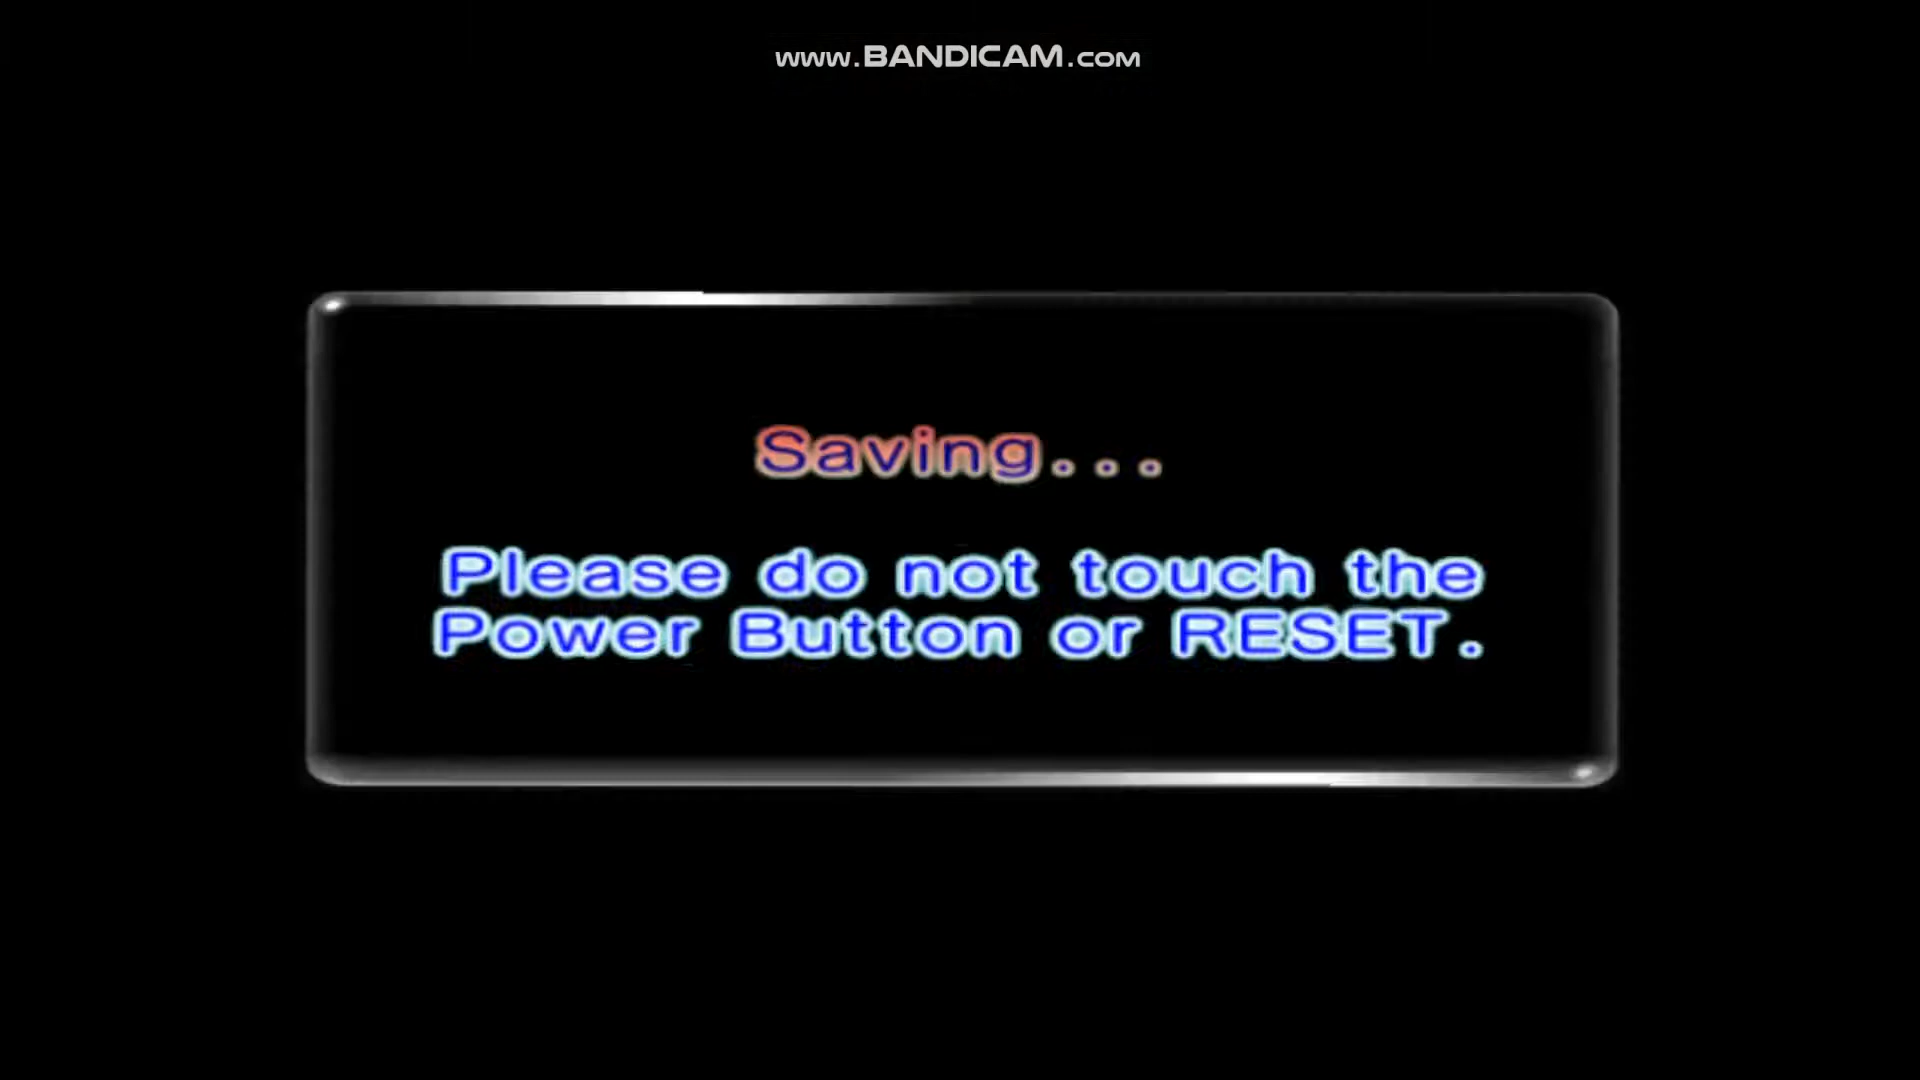 www.BANDICAM.com
Saving...
Please do not touch the
Power Button or RESET.